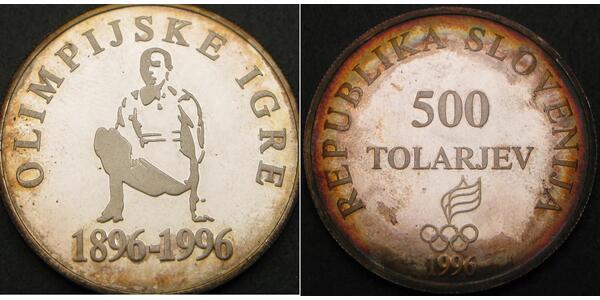 OLIMPIJSKE IGRE
1896-1996
REPUBLIKA SLOVENIJA
500
TOLARJEV
1996